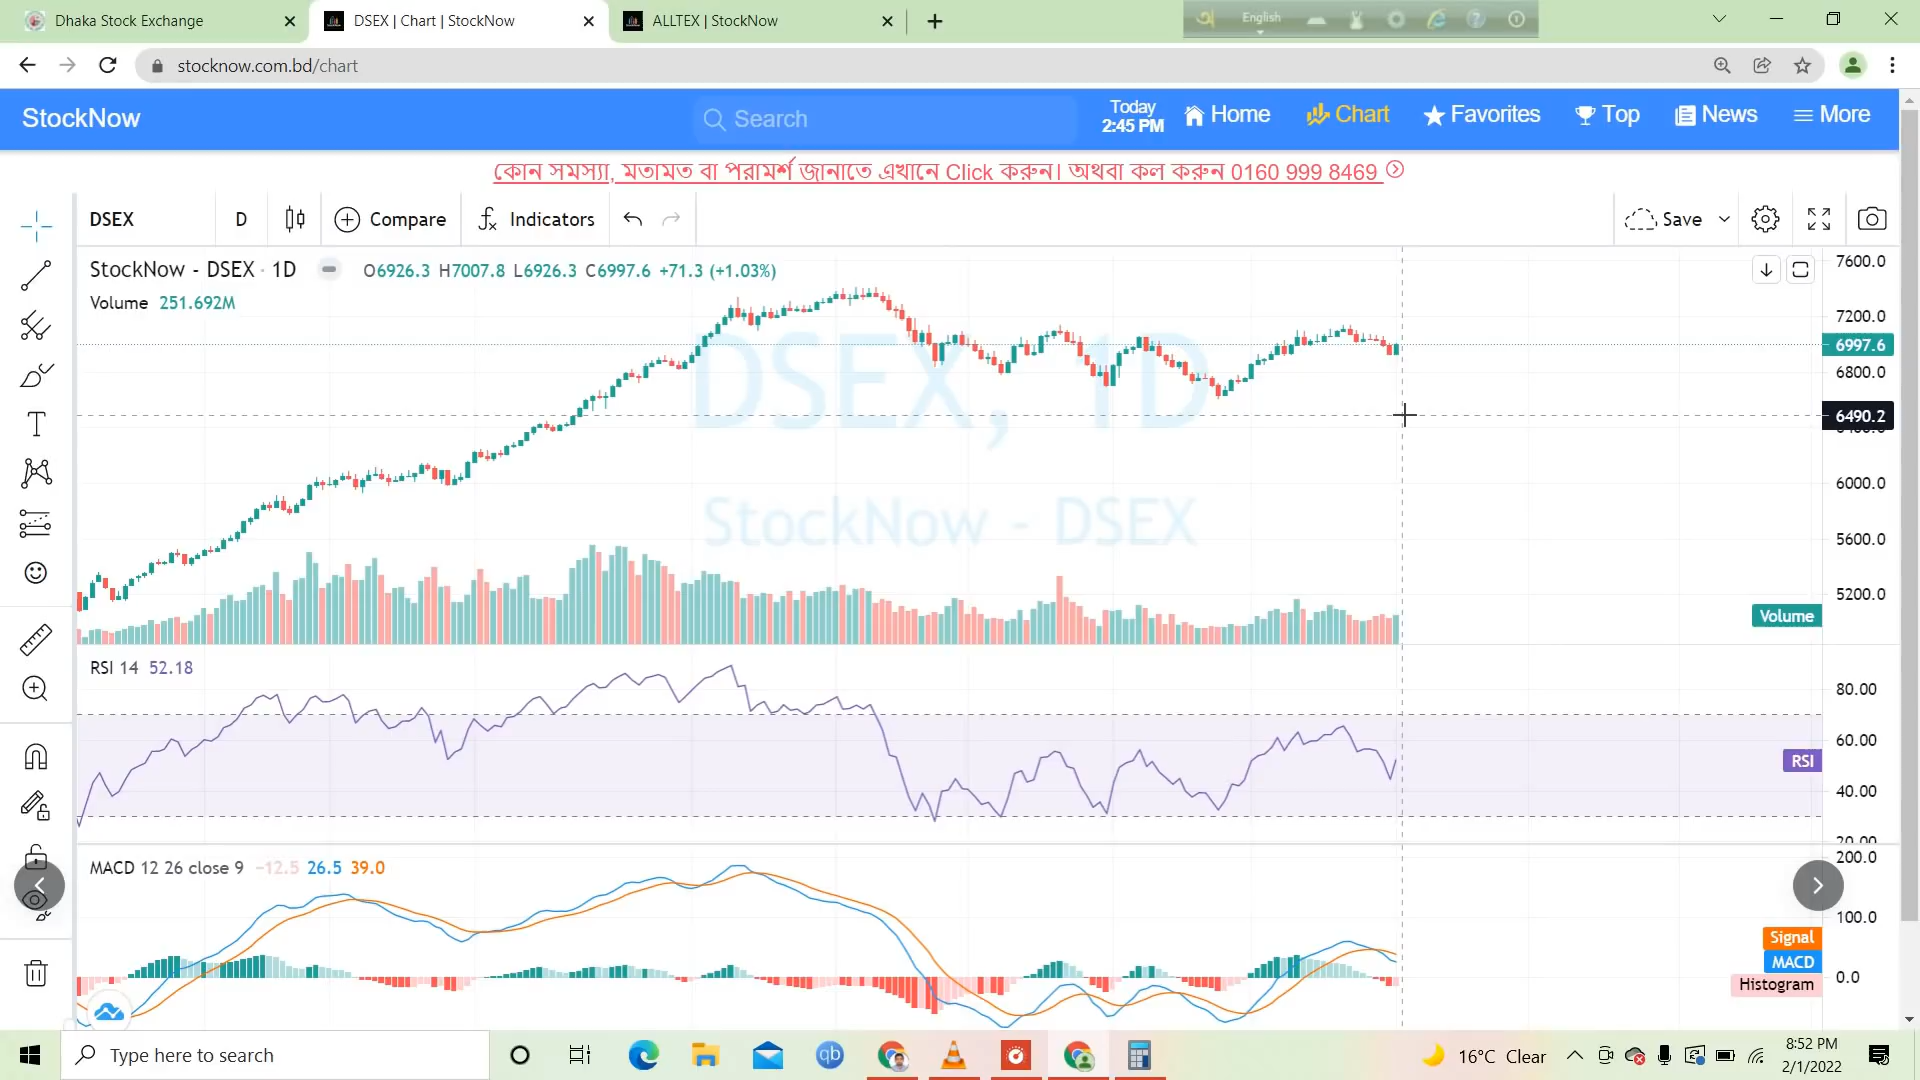 Dhaka Stock Exchange
DSEX | Chart | StockNow
ALLTEX | StockNow
English
stocknow.com.bd/chart
StockNow
Search
Today
2:45 PM
Home
Chart
Favorites
Top
News
More
কোন সমস্যা, মতামত বা পরামর্শ জানাতে এখানে Click করুন। অথবা কল করুন 0160 999 8469
DSEX
D
Compare
Indicators
Save
StockNow - DSEX · 1D
O6926.3 H7007.8 L6926.3 C6997.6 +71.3 (+1.03%)
Volume 251.692M
7600.0
7200.0
6997.6
6800.0
6490.2
6000.0
5600.0
5200.0
DSEX, 1D
StockNow - DSEX
Volume
RSI 14 52.18
80.00
60.00
RSI
40.00
20.00
MACD 12 26 close 9 −12.5 26.5 39.0
200.0
100.0
Signal
MACD
0.0
Histogram
Type here to search
qb
16°C Clear
8:52 PM
2/1/2022